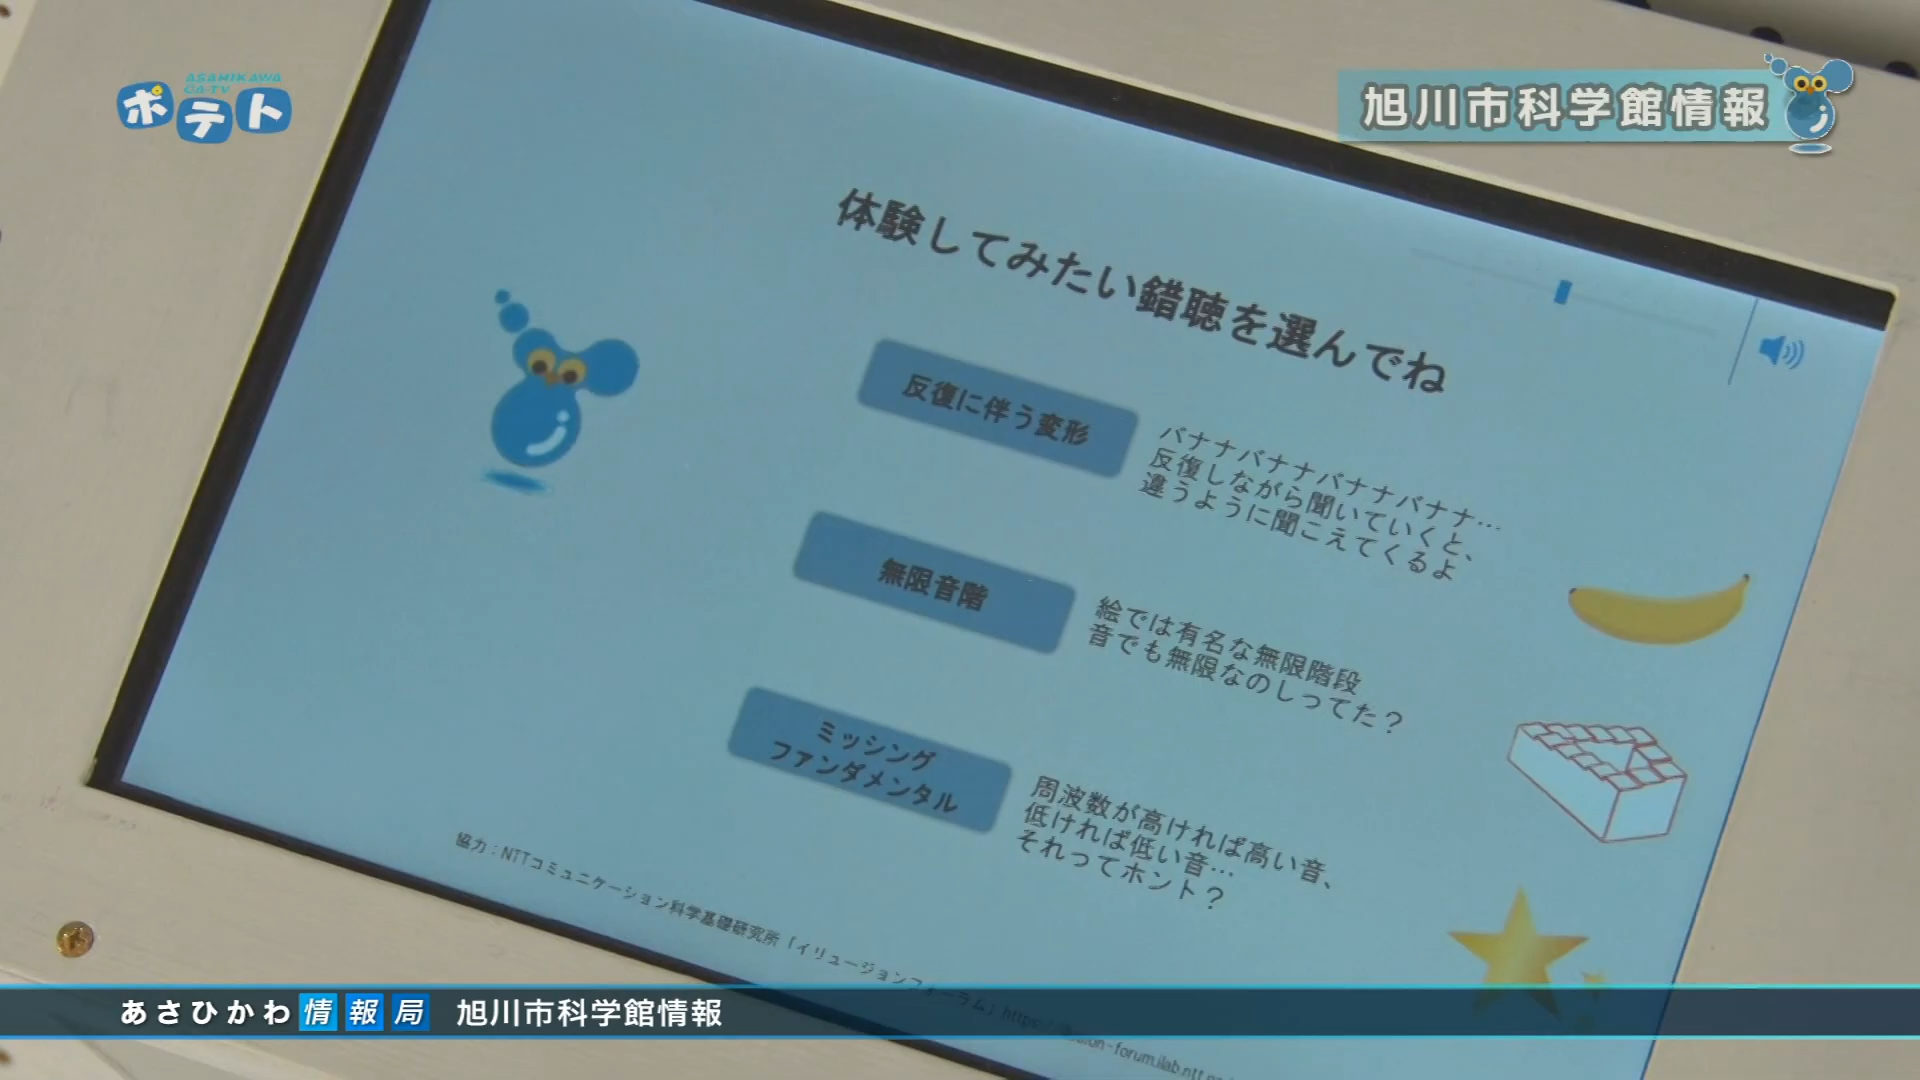 ASAHIKAWA
CATV
ポテト
旭川市科学館情報
体験してみたい錯聴を選んでね
反復に伴う変形
バナナバナナバナナバナナ…
反復しながら聞いていくと、
違うように聞こえてくるよ
無限音階
絵では有名な無限階段
音でも無限なのしってた？
ミッシング
ファンダメンタル
周波数が高ければ高い音、
低ければ低い音…
それってホント？
協力：NTTコミュニケーション科学基礎研究所「イリュージョンフォーラム」https://illusion-forum.ilab.ntt.
あさひかわ情報局 旭川市科学館情報